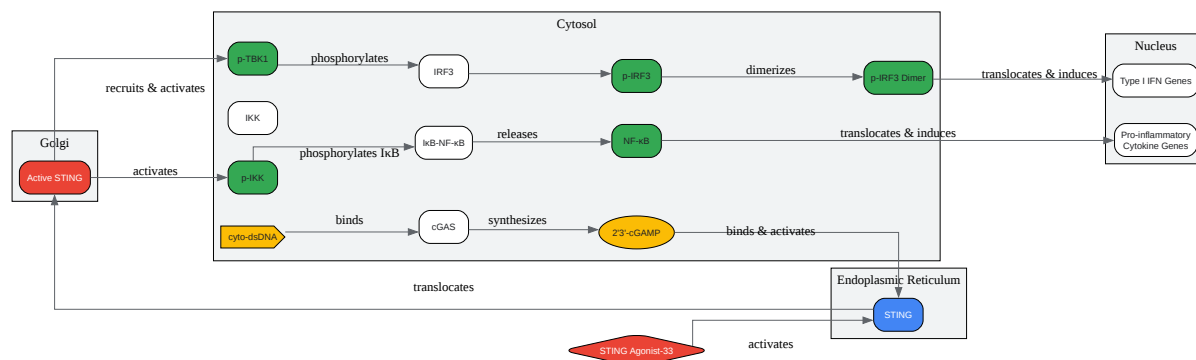 Cytosol
Nucleus
p-TBK1
phosphorylates
IRF3
p-IRF3
dimerizes
p-IRF3 Dimer
translocates & induces
Type I IFN Genes
recruits & activates
IKK
Golgi
phosphorylates IκB
IκB-NF-κB
releases
NF-κB
translocates & induces
Pro-inflammatory
Cytokine Genes
Active STING
activates
p-IKK
cyto-dsDNA
binds
cGAS
synthesizes
2'3'-cGAMP
binds & activates
Endoplasmic Reticulum
translocates
STING
STING Agonist-33
activates